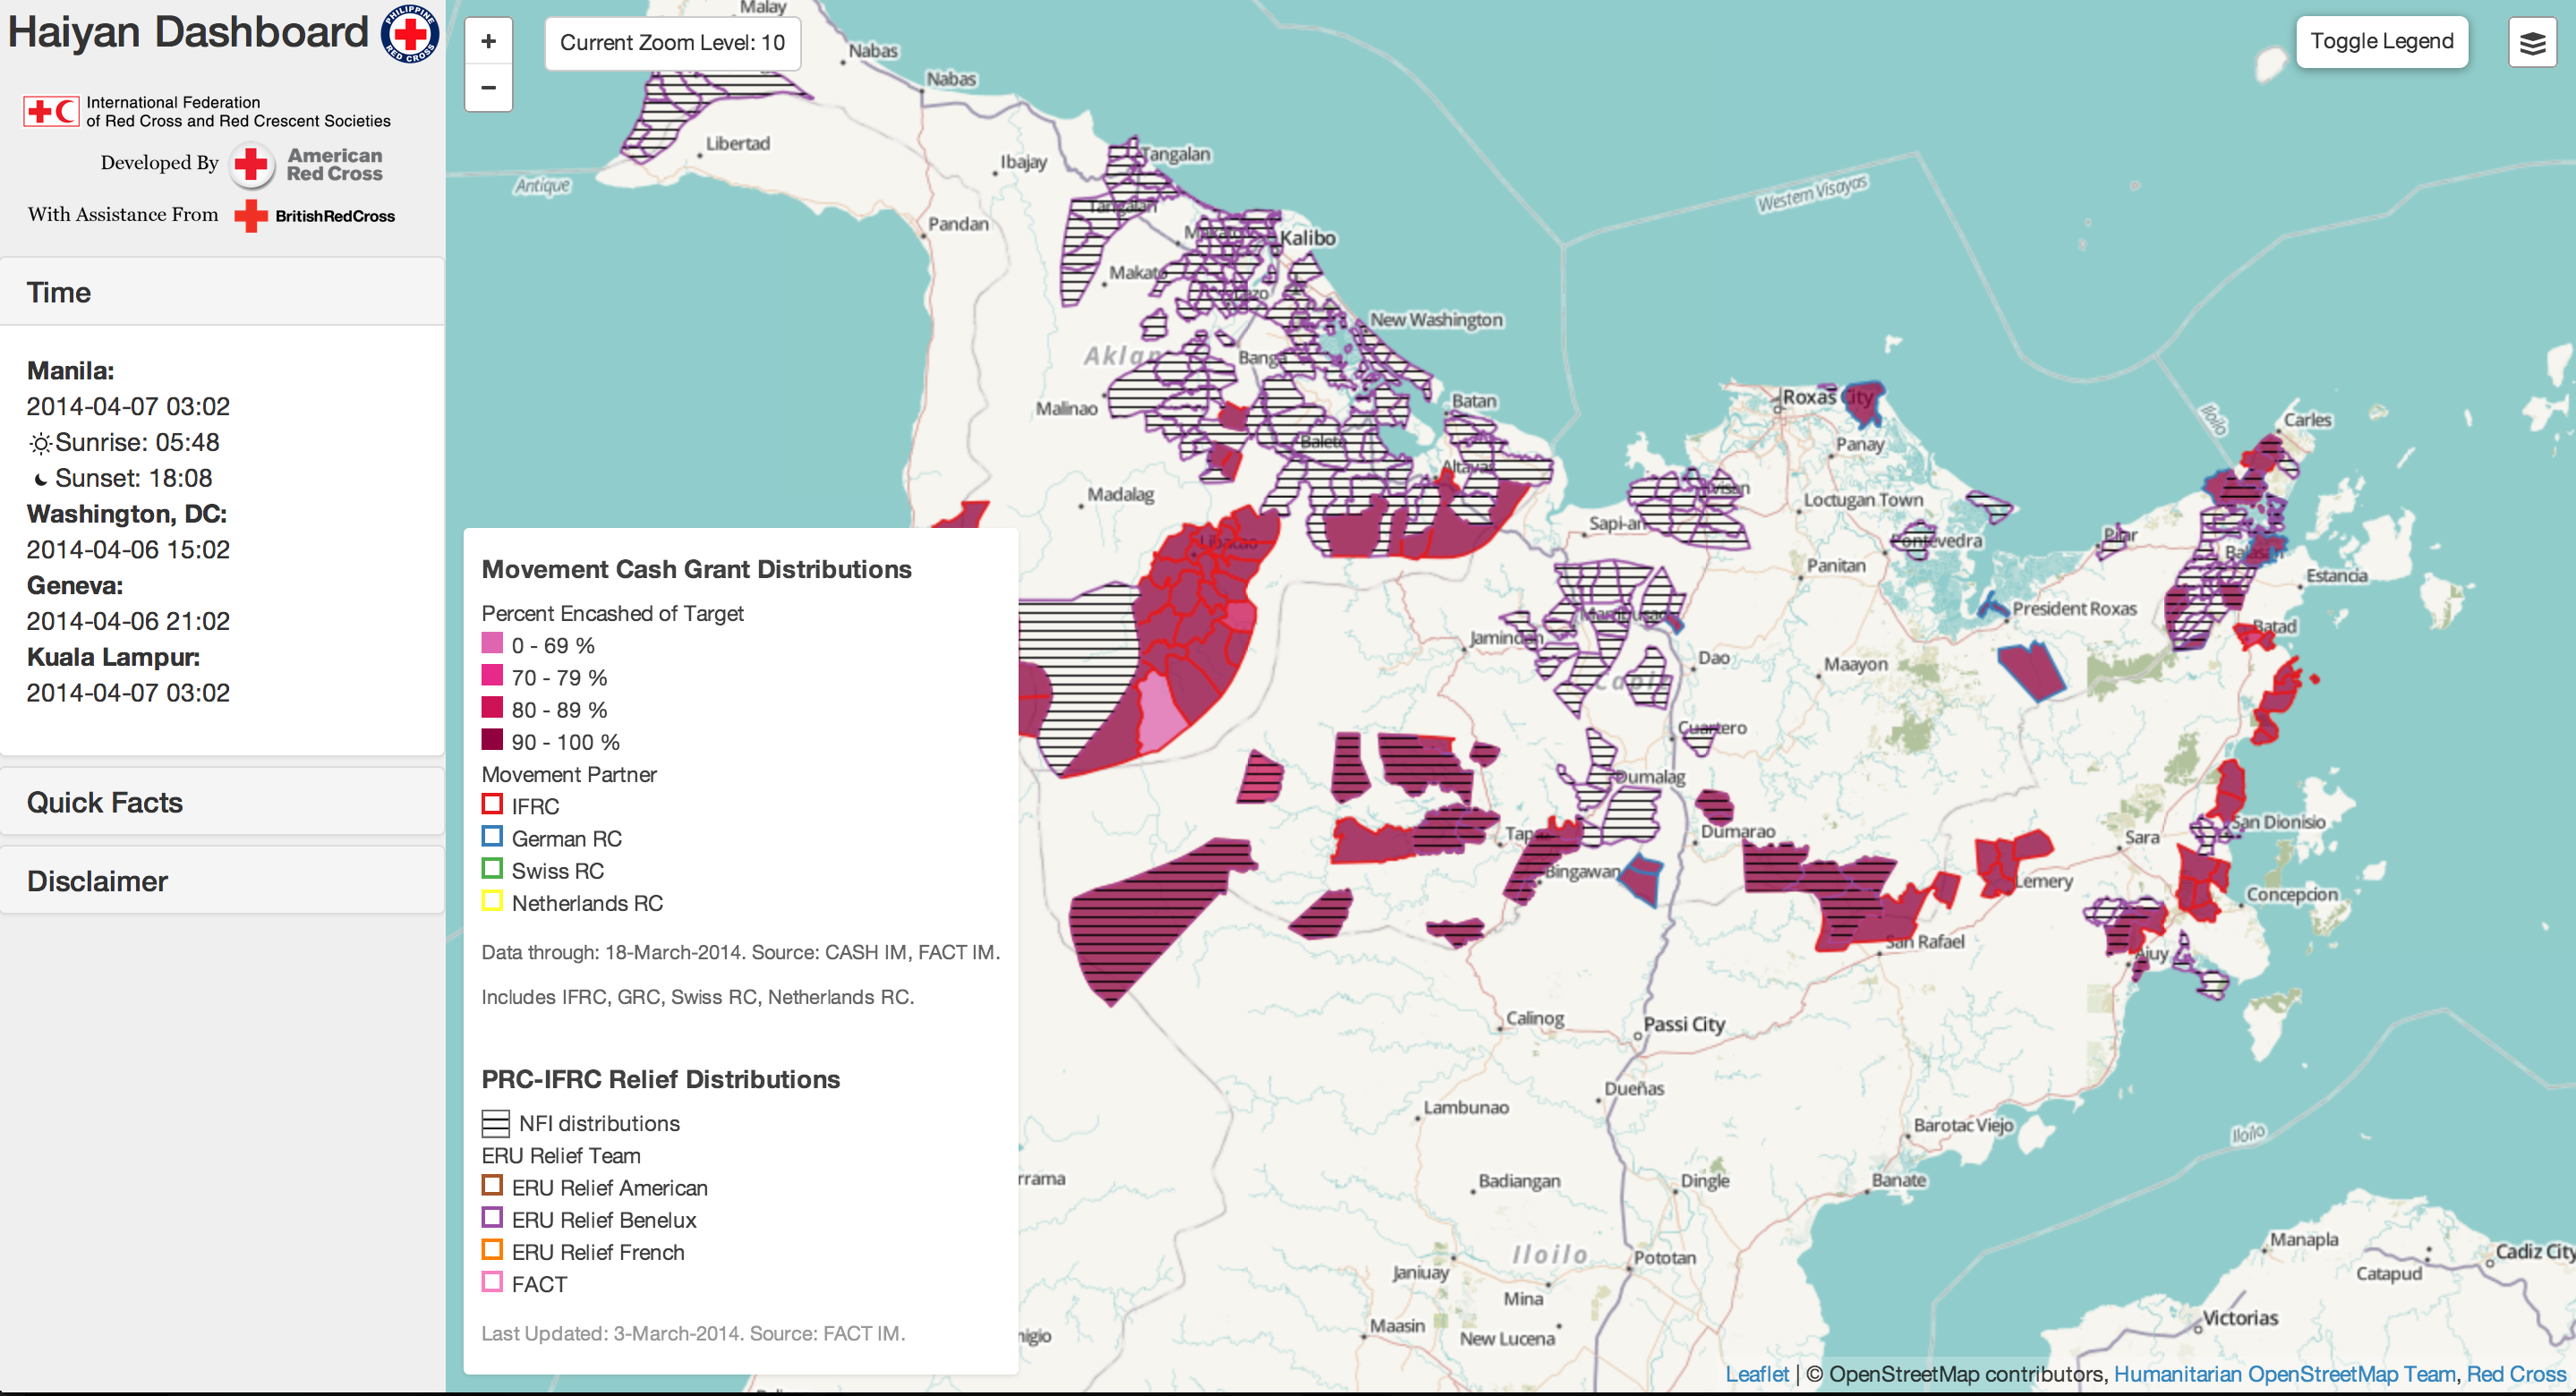 Haiyan Dashboard
PHILIPPINE
RED CROSS
International Federation
of Red Cross and Red Crescent Societies
Developed By
American
Red Cross
With Assistance From
BritishRedCross
Time
Manila:
2014-04-07 03:02
Sunrise: 05:48
Sunset: 18:08
Washington, DC:
2014-04-06 15:02
Geneva:
2014-04-06 21:02
Kuala Lampur:
2014-04-07 03:02
Quick Facts
Disclaimer
+
−
Current Zoom Level: 10
Toggle Legend
Movement Cash Grant Distributions
Percent Encashed of Target
0 - 69 %
70 - 79 %
80 - 89 %
90 - 100 %
Movement Partner
IFRC
German RC
Swiss RC
Netherlands RC
Data through: 18-March-2014. Source: CASH IM, FACT IM.
Includes IFRC, GRC, Swiss RC, Netherlands RC.
PRC-IFRC Relief Distributions
NFI distributions
ERU Relief Team
ERU Relief American
ERU Relief Benelux
ERU Relief French
FACT
Last Updated: 3-March-2014. Source: FACT IM.
Malay
Nabas
Nabas
Libertad
Antique
Ibajay
Tangalan
Tangalan
Pandan
Makato
Kalibo
Makato
New Washington
Aklan
Banga
Malinao
Batan
Balete
Altavas
Madalag
Libacao
Western Visayas
Roxas City
Panay
Loctugan Town
Sapi-an
Pontevedra
Panitan
Pilar
Carles
Iloilo
Balasan
Estancia
President Roxas
Batad
Mambusao
Jamindan
Dao
Maayon
Capiz
Cuartero
Dumalag
Dumarao
Bingawan
San Dionisio
Sara
Lemery
Concepcion
San Rafael
Ajuy
Calinog
Passi City
Dueñas
Lambunao
Barotac Viejo
Iloilo
rrama
Badiangan
Dingle
Banate
Iloilo
Pototan
Janiuay
Mina
Maasin
New Lucena
nigio
Manapla
Cadiz City
Catapud
Victorias
Leaflet | © OpenStreetMap contributors, Humanitarian OpenStreetMap Team, Red Cross